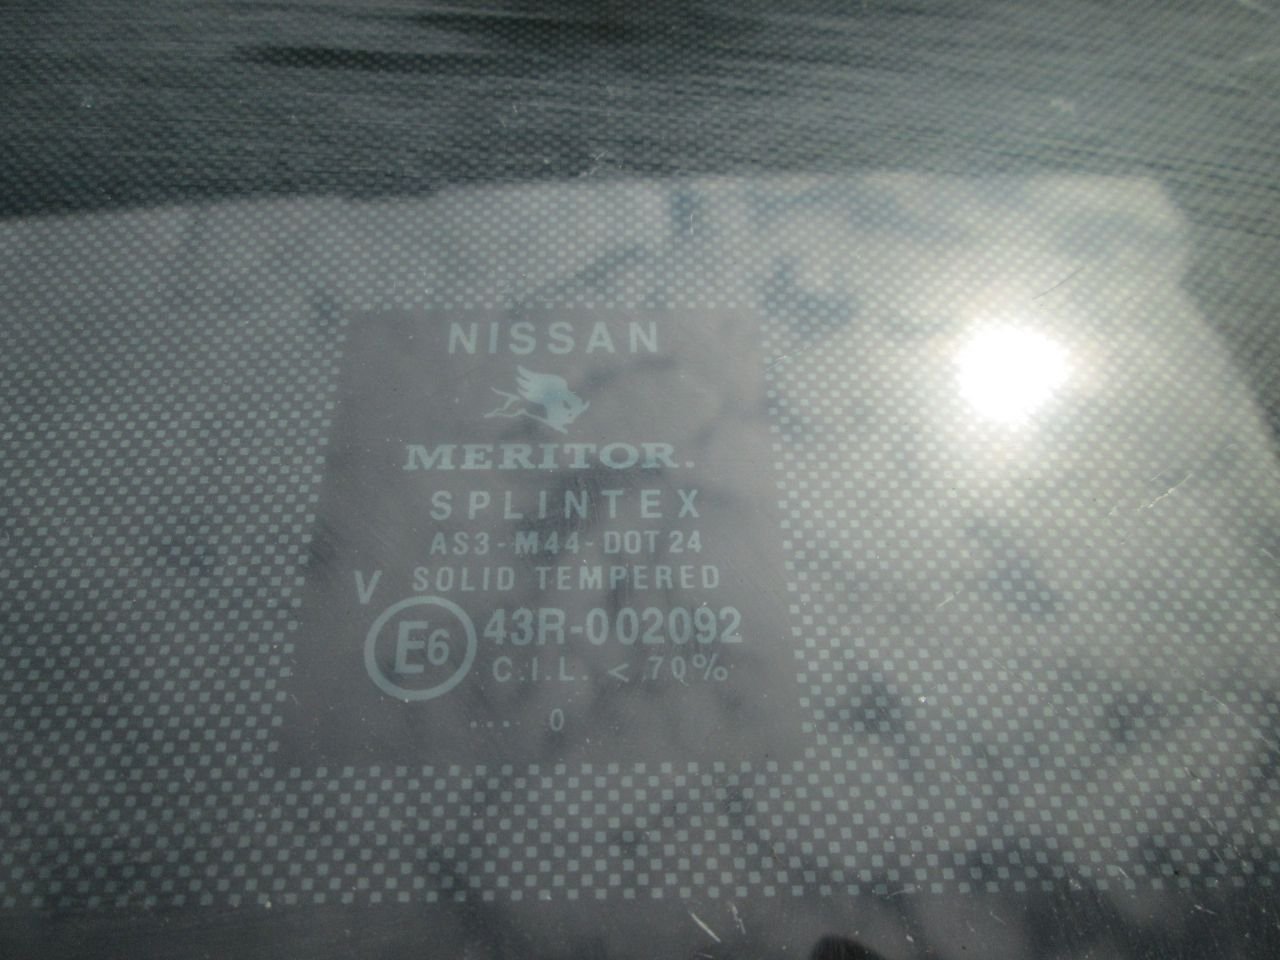 NISSAN
MERITOR.
SPLINTEX
AS3-M44-DOT 24
V SOLID TEMPERED
E6 43R-002092
C.I.L. < 70%
.... 0